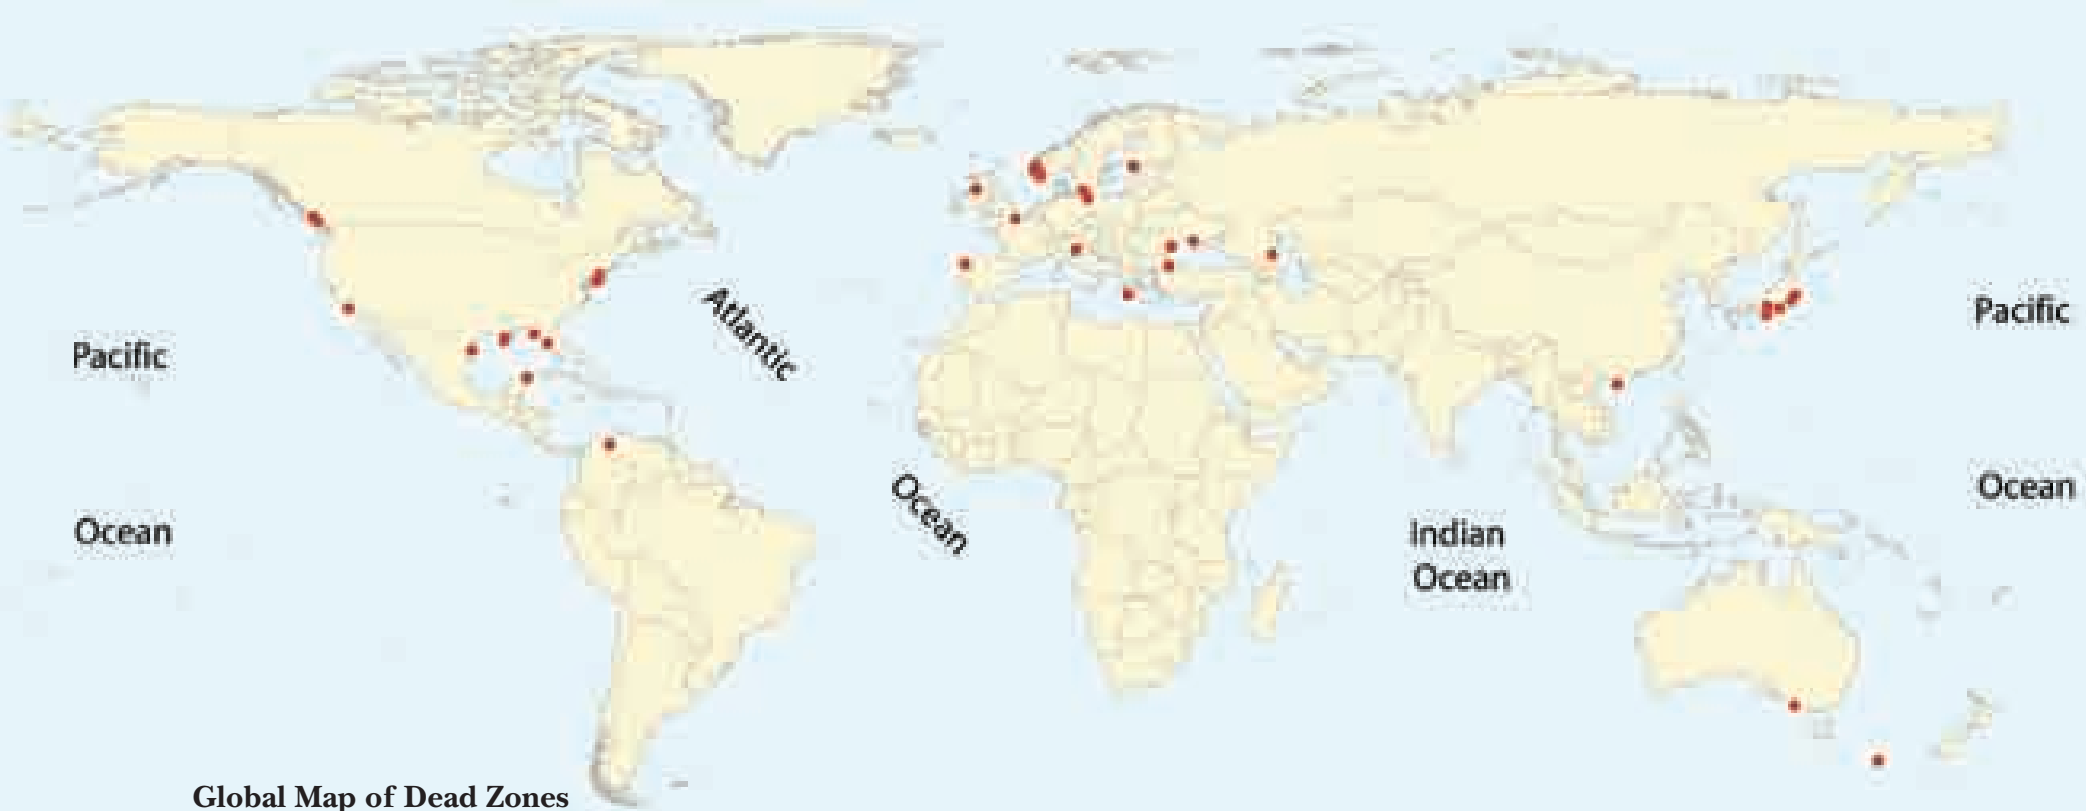 Pacific
Ocean
Atlantic
Ocean
Indian
Ocean
Pacific
Ocean
Global Map of Dead Zones